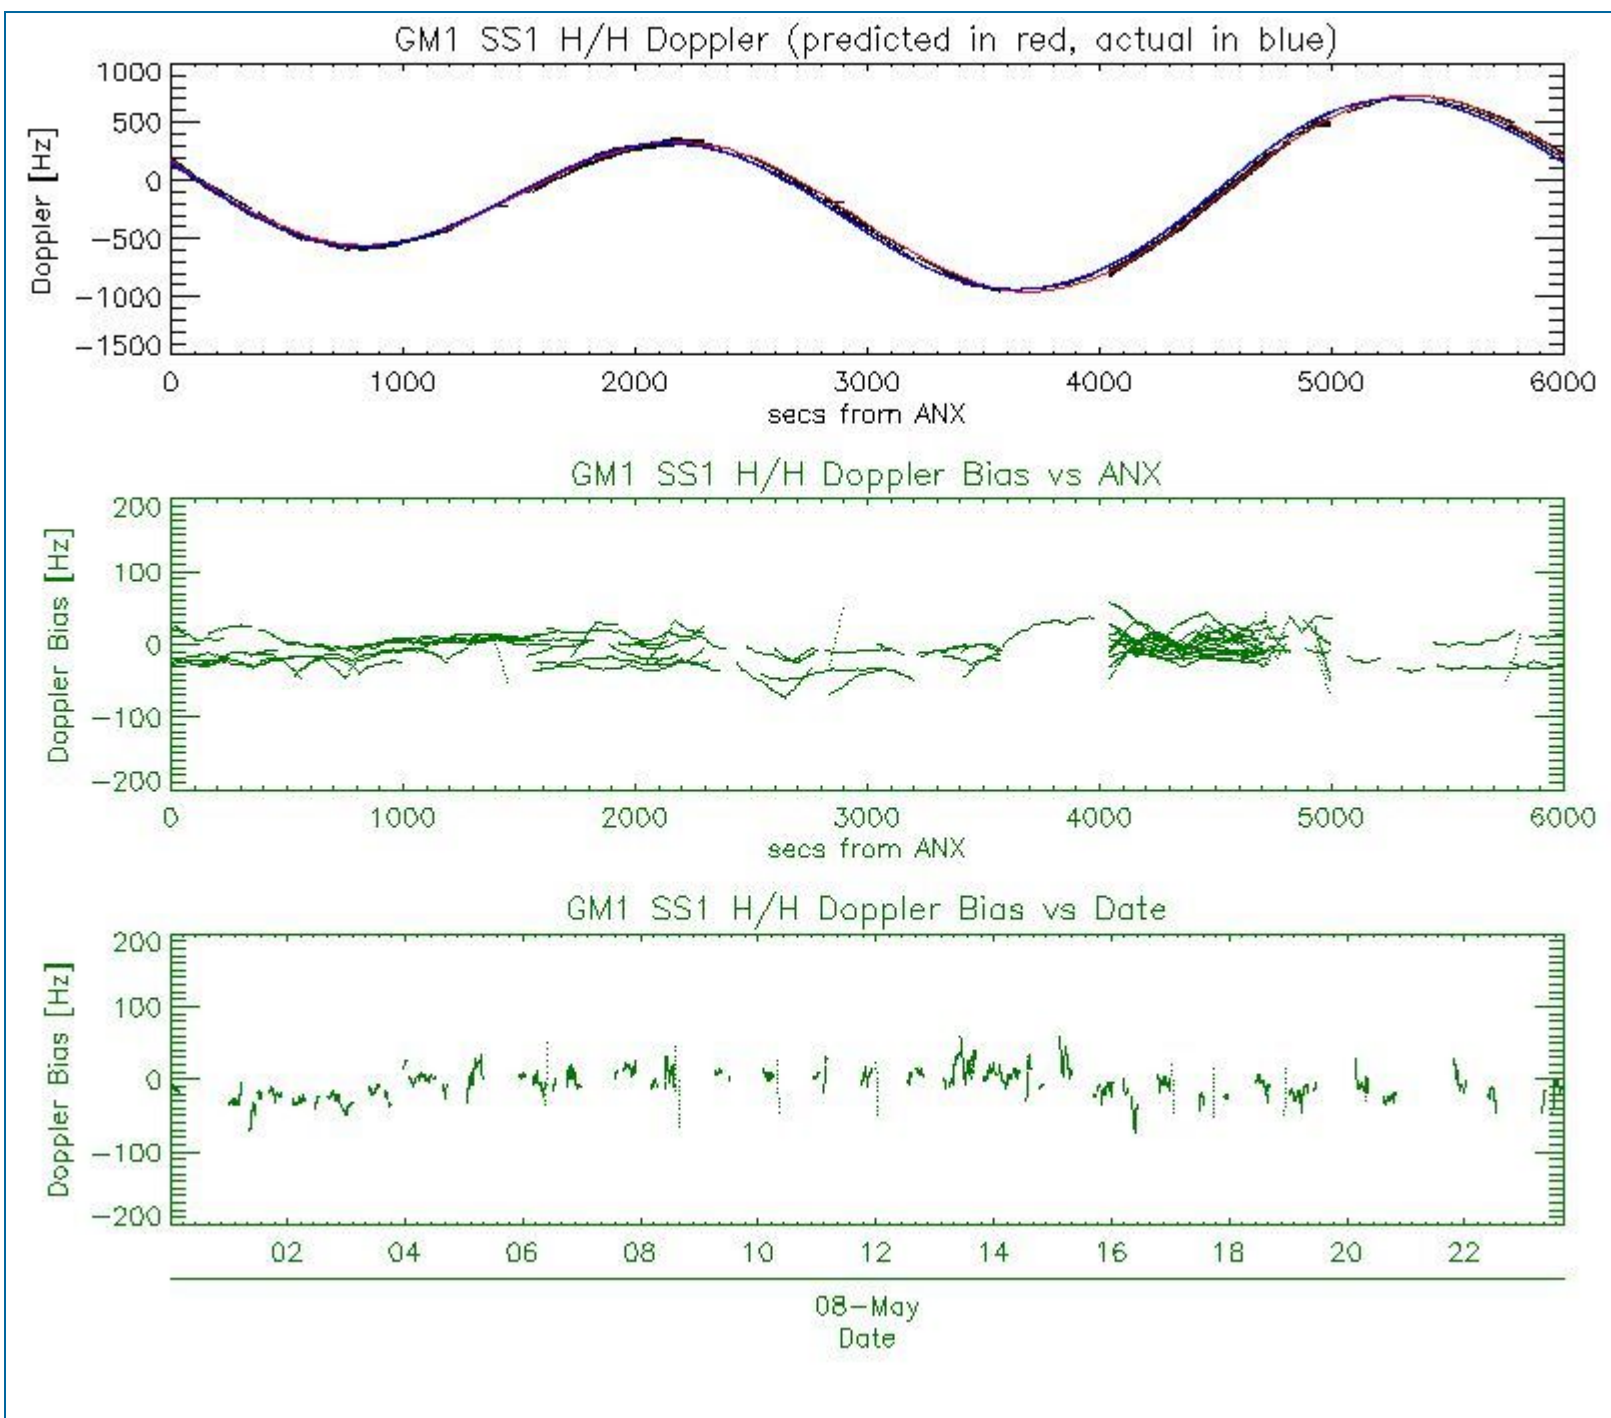 GM1 SS1 H/H Doppler (predicted in red, actual in blue)
1000
500
0
-500
-1000
-1500
Doppler [Hz]
0 1000 2000 3000 4000 5000 6000
secs from ANX
GM1 SS1 H/H Doppler Bias vs ANX
200
100
0
-100
-200
Doppler Bias [Hz]
0 1000 2000 3000 4000 5000 6000
secs from ANX
GM1 SS1 H/H Doppler Bias vs Date
200
100
0
-100
-200
Doppler Bias [Hz]
02 04 06 08 10 12 14 16 18 20 22
08-May
Date